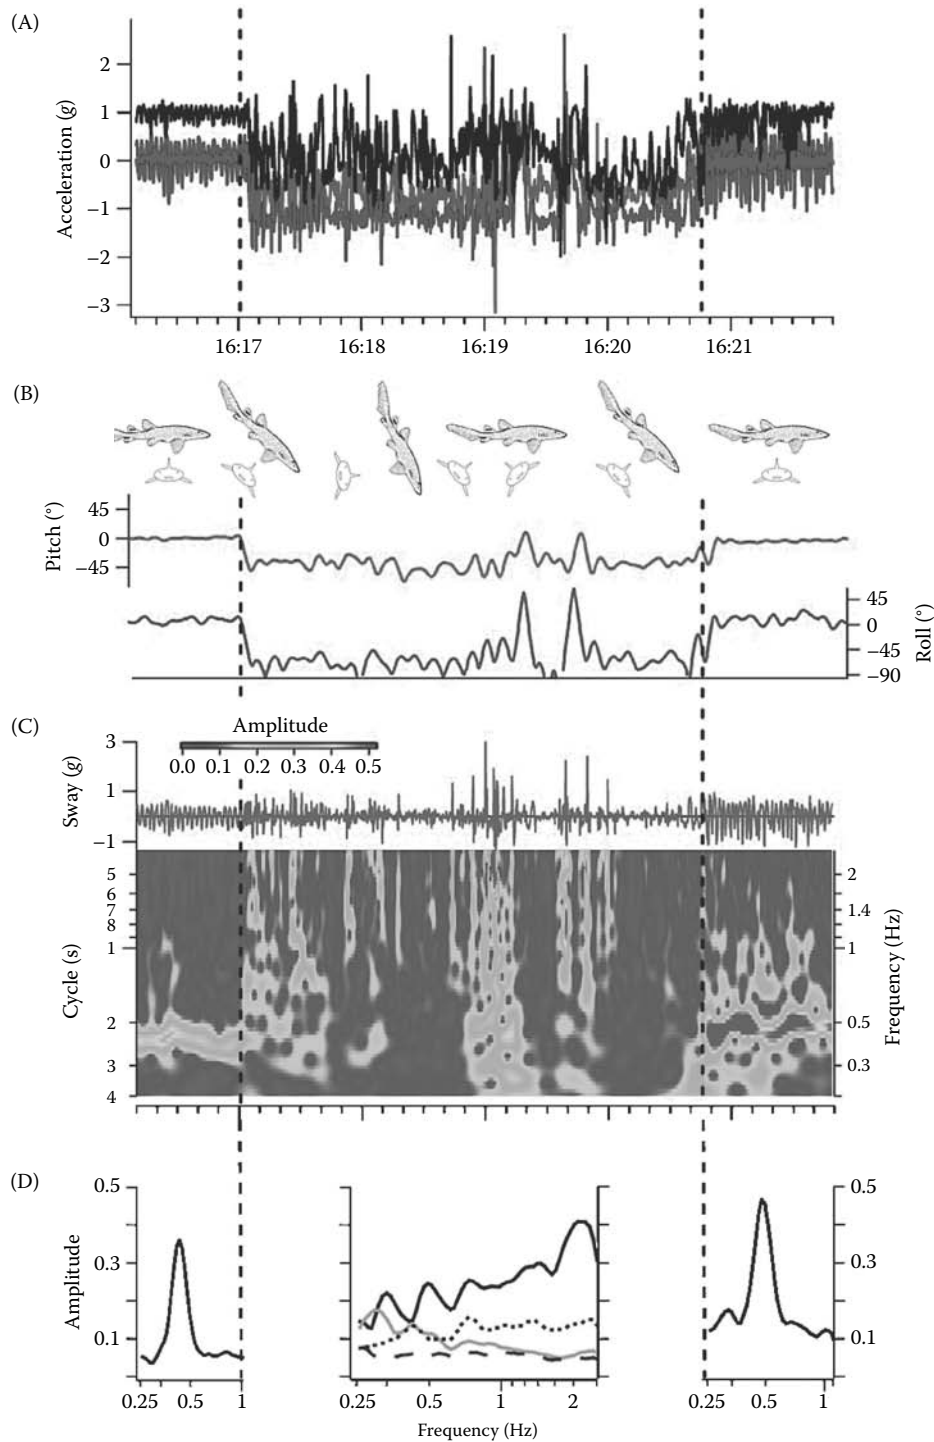 (A)
2
1
0
−1
−2
−3
Acceleration (g)
16:17 16:18 16:19 16:20 16:21
(B)
45
0
−45
Pitch (°)
45
0
−45
−90
Roll (°)
(C)
Amplitude
0.0 0.1 0.2 0.3 0.4 0.5
3
1
−1
Sway (g)
5
6
7
8
1
2
3
4
Cycle (s)
2
1.4
1
0.5
0.3
Frequency (Hz)
(D)
0.5
0.3
0.1
Amplitude
0.5
0.3
0.1
0.25 0.5 1
0.25 0.5 1 2
0.25 0.5 1
Frequency (Hz)